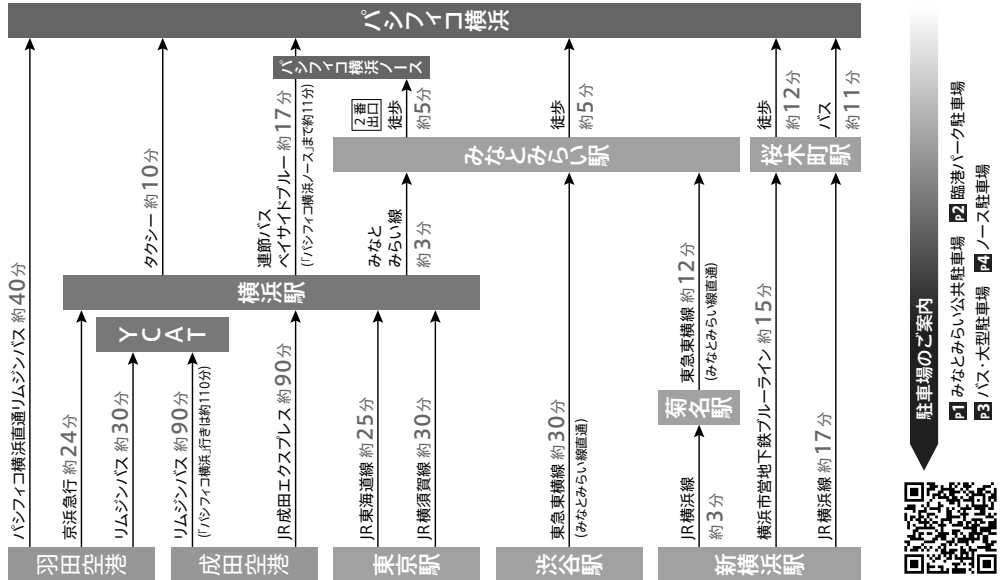 パシフィコ横浜
パシフィコ横浜直通リムジンバス 約40分
羽田空港
京浜急行 約24分
リムジンバス 約30分
YCAT
横浜駅
タクシー 約10分
成田空港
リムジンバス 約90分
(「パシフィコ横浜」行きは約110分)
JR成田エクスプレス 約90分
連節バス
ベイサイドブルー 約17分
(「パシフィコ横浜ノース」まで約11分)
パシフィコ横浜ノース
東京駅
JR東海道線 約25分
JR横須賀線 約30分
みなと
みらい線
約3分
みなとみらい駅
2番
出口
徒歩
約5分
渋谷駅
東急東横線 約30分
(みなとみらい線直通)
徒歩
約5分
新横浜駅
JR横浜線
約3分
菊名駅
東急東横線 約12分
(みなとみらい線直通)
横浜市営地下鉄ブルーライン 約15分
JR横浜線 約17分
桜木町駅
徒歩
約12分
バス
約11分
駐車場のご案内
P1 みなとみらい公共駐車場 P2 臨港パーク駐車場
P3 バス・大型駐車場 P4 ノース駐車場